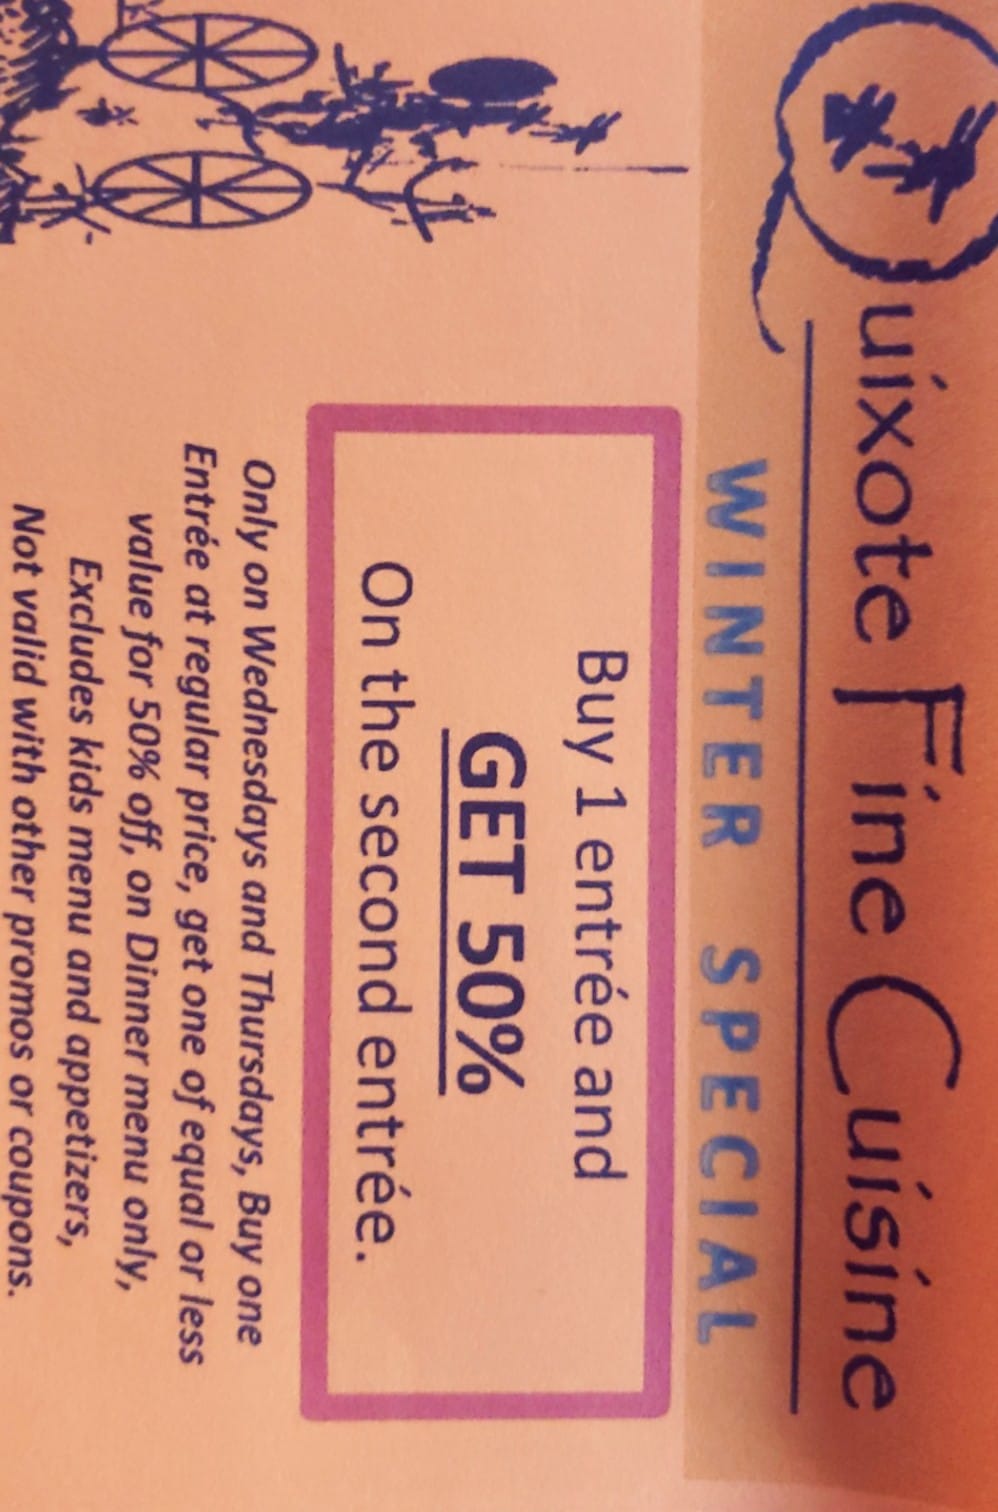 Quixote Fine Cuisine
WINTER SPECIAL
Buy 1 entrée and
GET 50%
On the second entrée.
Only on Wednesdays and Thursdays, Buy one
Entrée at regular price, get one of equal or less
value for 50% off, on Dinner menu only,
Excludes kids menu and appetizers,
Not valid with other promos or coupons.